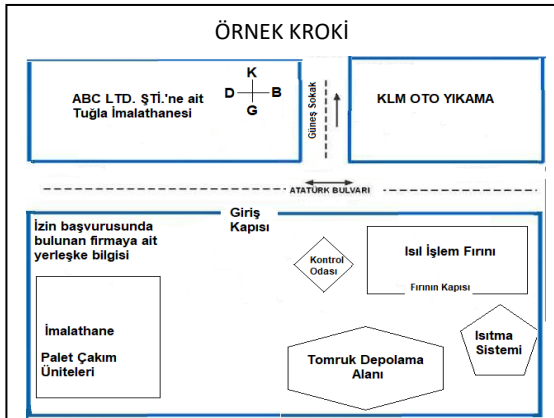 ÖRNEK KROKİ
ABC LTD. ŞTİ.'ne ait
Tuğla İmalathanesi
K
D
B
G
Güneş Sokak
KLM OTO YIKAMA
ATATÜRK BULVARI
Giriş
Kapısı
İzin başvurusunda
bulunan firmaya ait
yerleşke bilgisi
Kontrol
Odası
Isıl İşlem Fırını
Fırının Kapısı
İmalathane
Palet Çakım
Üniteleri
Tomruk Depolama
Alanı
Isıtma
Sistemi